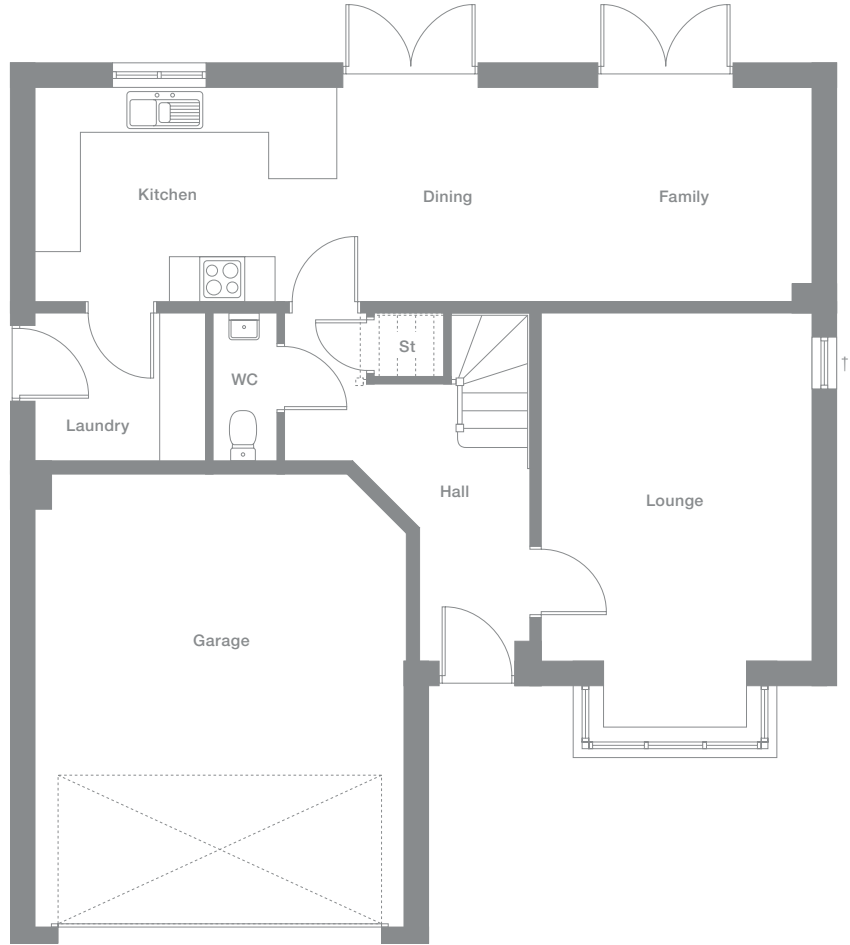 Kitchen
Dining
Family
St
†
WC
Laundry
Hall
Lounge
Garage